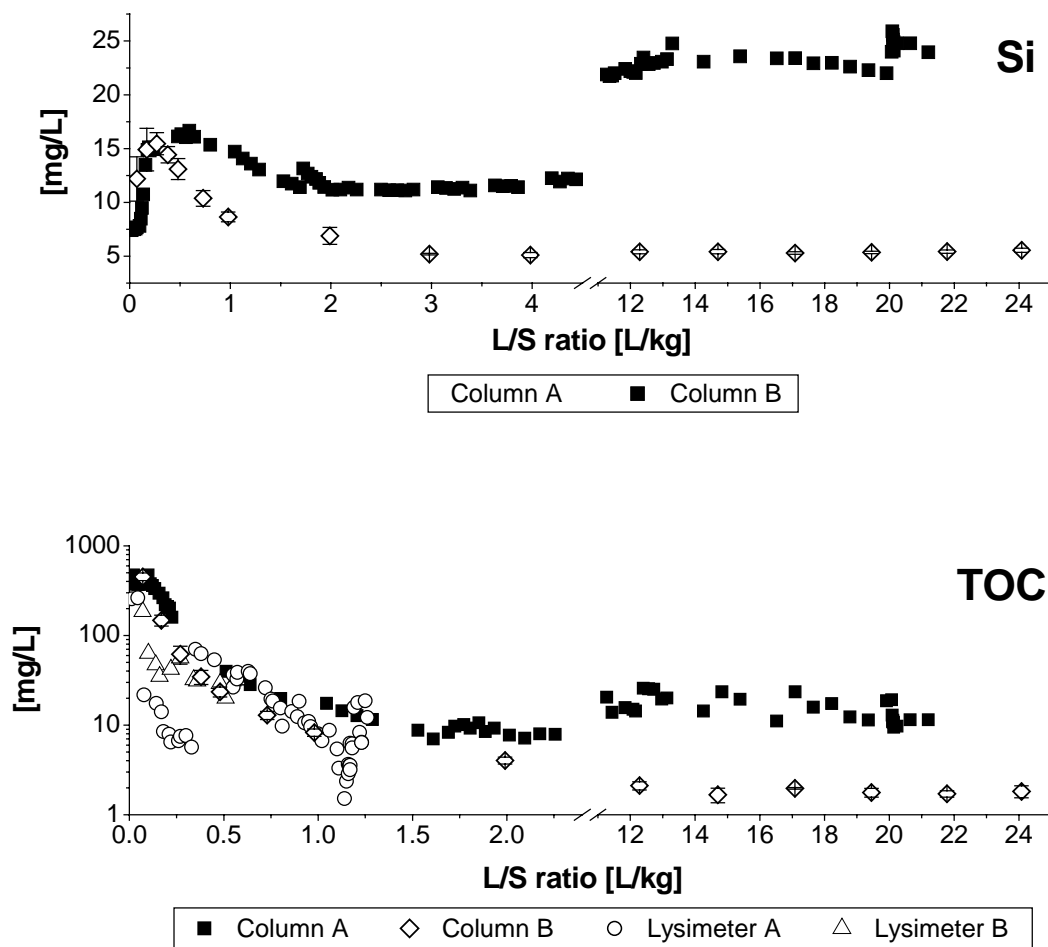 Si
[mg/L]
25
20
15
10
5
0 1 2 3 4 12 14 16 18 20 22 24
L/S ratio [L/kg]
Column A Column B
TOC
[mg/L]
1000
100
10
1
0.0 0.5 1.0 1.5 2.0 12 14 16 18 20 22 24
L/S ratio [L/kg]
Column A Column B Lysimeter A Lysimeter B